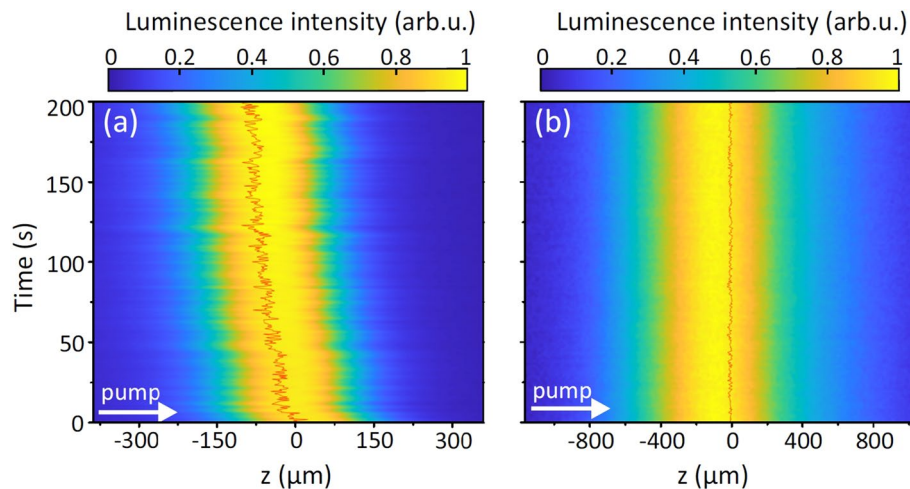 Luminescence intensity (arb.u.) Luminescence intensity (arb.u.)
0 0.2 0.4 0.6 0.8 1 0 0.2 0.4 0.6 0.8 1
200 (a) (b)
150
100
50
0
Time (s)
pump pump
-300 -150 0 150 300 -800 -400 0 400 800
z (μm) z (μm)